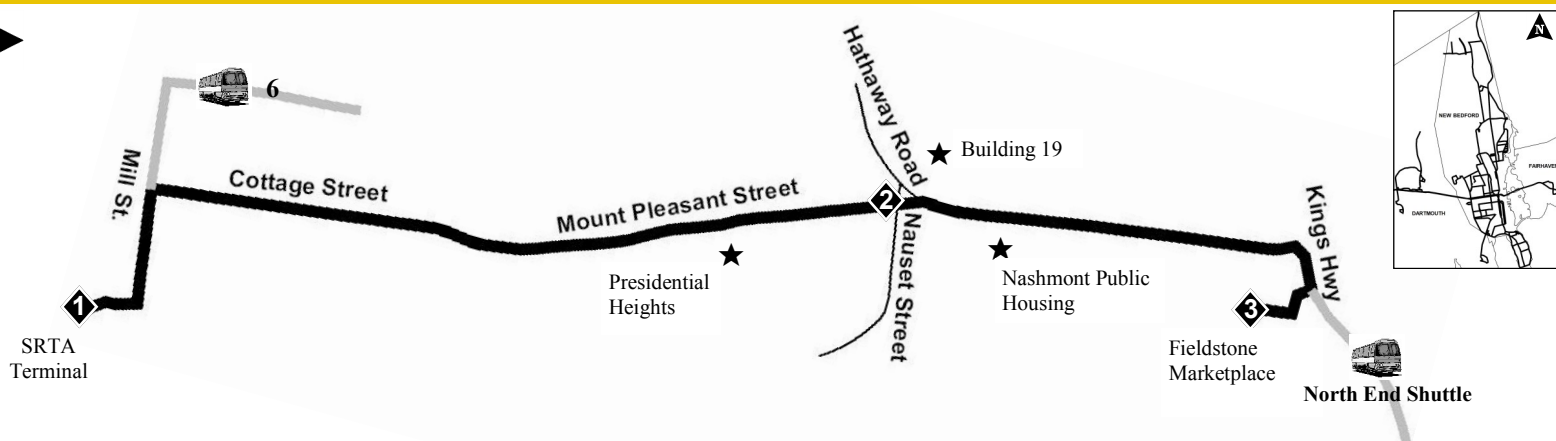 6
Mill St.
Cottage Street
Mount Pleasant Street
Hathaway Road
2
Building 19
Nauset Street
Presidential
Heights
Nashmont Public
Housing
Kings Hwy
1
SRTA
Terminal
3
Fieldstone
Marketplace
North End Shuttle
N
NEW BEDFORD
FAIRHAVEN
DARTMOUTH